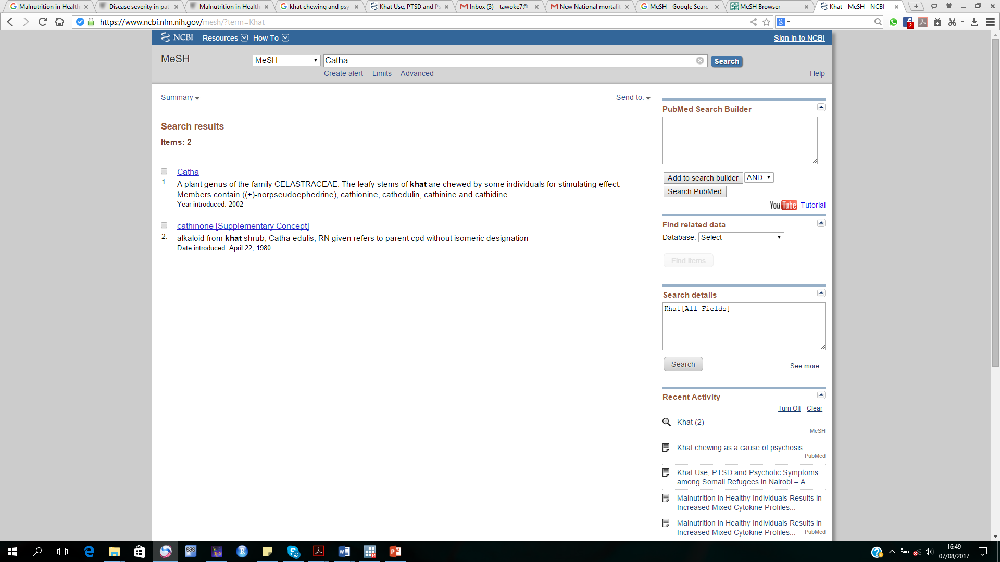 Malnutrition in Health
Disease severity in pat
Malnutrition in Health
khat chewing and psy
Khat Use, PTSD and Ps
Inbox (3) - tawoke7@
New National mortalit
MeSH - Google Searc
MeSH Browser
Khat - MeSH - NCBI
https://www.ncbi.nlm.nih.gov/mesh/?term=Khat
2
NCBI Resources How To
Sign in to NCBI
MeSH
MeSH
Catha
Search
Create alert Limits Advanced
Help
Summary
Send to:
Search results
Items: 2
Catha
1. A plant genus of the family CELASTRACEAE. The leafy stems of khat are chewed by some individuals for stimulating effect.
Members contain ((+)-norpseudoephedrine), cathionine, cathedulin, cathinine and cathidine.
Year introduced: 2002
cathinone [Supplementary Concept]
2. alkaloid from khat shrub, Catha edulis; RN given refers to parent cpd without isomeric designation
Date introduced: April 22, 1980
PubMed Search Builder
Add to search builder AND
Search PubMed
YouTube Tutorial
Find related data
Database: Select
Find items
Search details
Khat[All Fields]
Search
See more...
Recent Activity
Turn Off Clear
Khat (2)
MeSH
Khat chewing as a cause of psychosis.
PubMed
Khat Use, PTSD and Psychotic Symptoms
among Somali Refugees in Nairobi – A
Malnutrition in Healthy Individuals Results in
Increased Mixed Cytokine Profiles...
Malnutrition in Healthy Individuals Results in
Increased Mixed Cytokine Profiles...
PubMed
16:49
07/08/2017